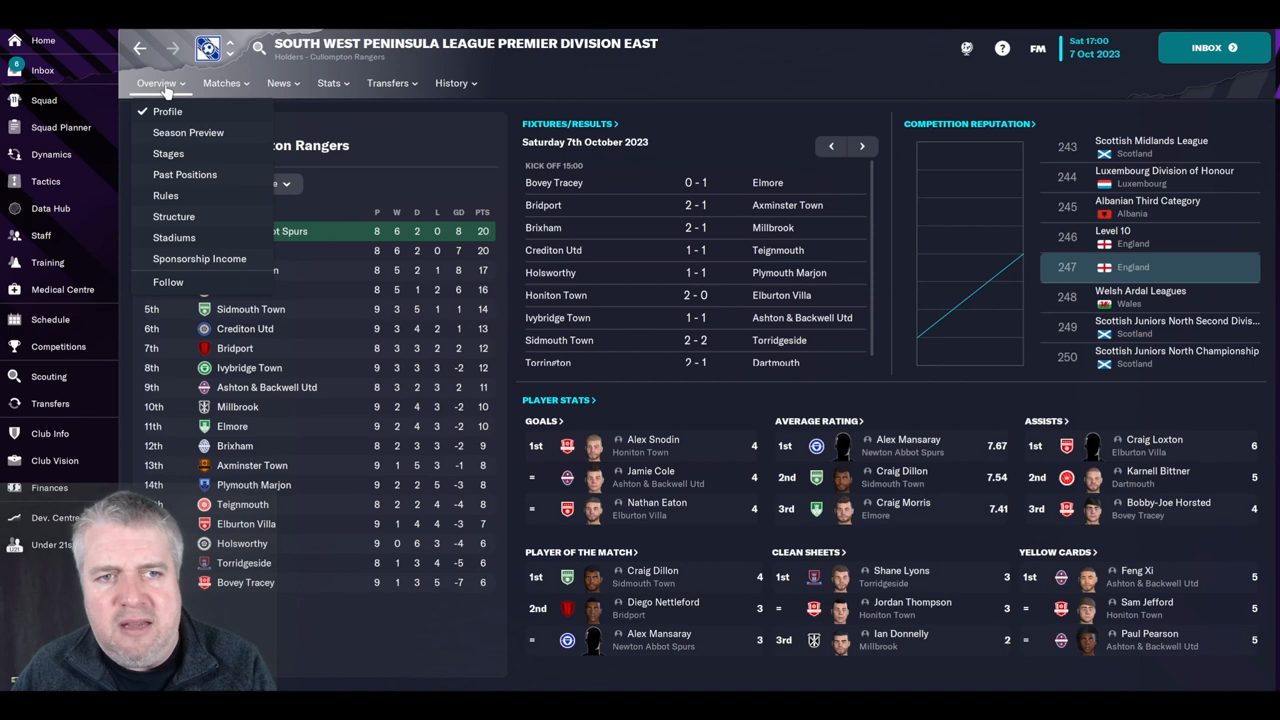 Home
6
Inbox
Squad
Squad Planner
Dynamics
Tactics
Data Hub
Staff
Training
Medical Centre
Schedule
Competitions
Scouting
Transfers
Club Info
Club Vision
Finances
Dev. Centre
U21
Under 21s
SOUTH WEST PENINSULA LEAGUE PREMIER DIVISION EAST
Holders - Cullompton Rangers
FM
Sat 17:00
7 Oct 2023
INBOX
Overview Matches News Stats Transfers History
Profile
Season Preview
Stages
Past Positions
Rules
Structure
Stadiums
Sponsorship Income
Follow
P W D L GD PTS
8 6 2 0 8 20
8 6 2 0 7 20
8 5 2 1 8 17
8 5 1 2 6 16
5th Sidmouth Town 9 3 5 1 1 14
6th Crediton Utd 9 3 4 2 1 13
7th Bridport 8 3 3 2 2 12
8th Ivybridge Town 9 3 3 3 -2 12
9th Ashton & Backwell Utd 8 3 2 3 2 11
10th Millbrook 9 2 4 3 -2 10
11th Elmore 9 2 4 3 -2 10
12th Brixham 8 2 3 3 -2 9
13th Axminster Town 9 1 5 3 -1 8
14th Plymouth Marjon 9 2 2 5 -3 8
Teignmouth 8 2 2 4 -4 8
Elburton Villa 9 1 4 4 -3 7
Holsworthy 9 0 6 3 -4 6
Torridgeside 8 1 3 4 -5 6
Bovey Tracey 9 1 3 5 -7 6
FIXTURES/RESULTS
Saturday 7th October 2023
KICK OFF 15:00
Bovey Tracey 0 - 1 Elmore
Bridport 2 - 1 Axminster Town
Brixham 2 - 1 Millbrook
Crediton Utd 1 - 1 Teignmouth
Holsworthy 1 - 1 Plymouth Marjon
Honiton Town 2 - 0 Elburton Villa
Ivybridge Town 1 - 1 Ashton & Backwell Utd
Sidmouth Town 2 - 2 Torridgeside
Torrington 2 - 1 Dartmouth
COMPETITION REPUTATION
243 Scottish Midlands League
Scotland
244 Luxembourg Division of Honour
Luxembourg
245 Albanian Third Category
Albania
246 Level 10
England
247 England
248 Welsh Ardal Leagues
Wales
249 Scottish Juniors North Second Divis...
Scotland
250 Scottish Juniors North Championship
Scotland
PLAYER STATS
GOALS
1st Alex Snodin 4
Honiton Town
= Jamie Cole 4
Ashton & Backwell Utd
= Nathan Eaton 4
Elburton Villa
AVERAGE RATING
1st Alex Mansaray 7.67
Newton Abbot Spurs
2nd Craig Dillon 7.54
Sidmouth Town
3rd Craig Morris 7.41
Elmore
ASSISTS
1st Craig Loxton 6
Elburton Villa
2nd Karnell Bittner 5
Dartmouth
3rd Bobby-Joe Horsted 4
Bovey Tracey
PLAYER OF THE MATCH
1st Craig Dillon 4
Sidmouth Town
2nd Diego Nettleford 3
Bridport
= Alex Mansaray 3
Newton Abbot Spurs
CLEAN SHEETS
1st Shane Lyons 3
Torridgeside
= Jordan Thompson 3
Honiton Town
3rd Ian Donnelly 2
Millbrook
YELLOW CARDS
1st Feng Xi 5
Ashton & Backwell Utd
= Sam Jefford 5
Honiton Town
= Paul Pearson 5
Ashton & Backwell Utd